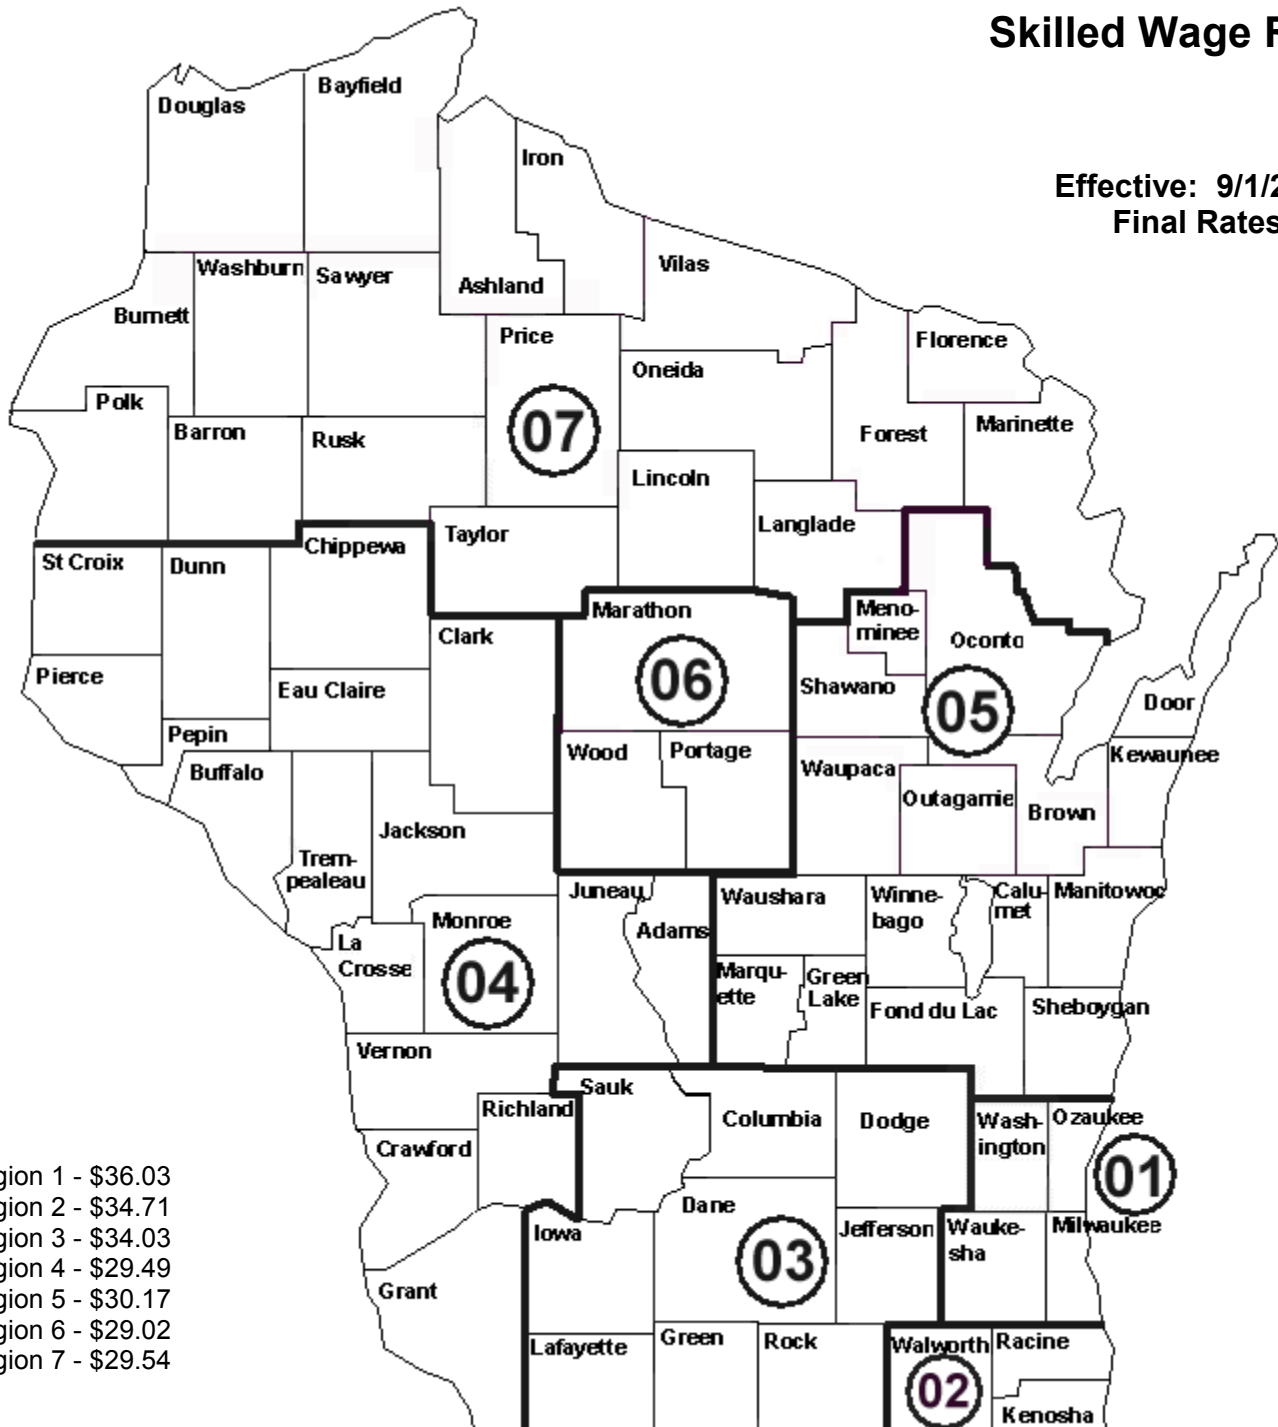 Skilled Wage R
Effective: 9/1/2
Final Rates
Douglas
Bayfield
Iron
Vilas
Washburn
Sawyer
Ashland
Burnett
Price
Florence
Oneida
Polk
Barron
Rusk
07
Forest
Marinette
Lincoln
Langlade
Taylor
Chippewa
St Croix
Dunn
Marathon
Meno-
minee
Clark
Oconto
06
Pierce
Eau Claire
Shawano
05
Door
Pepin
Wood
Portage
Kewaunee
Buffalo
Waupaca
Outagamie
Brown
Jackson
Trem-
pealeau
Juneau
Waushara
Winne-
bago
Calu-
met
Manitowoc
Monroe
Adams
La
Crosse
04
Marqu-
ette
Green
Lake
Fond du Lac
Sheboygan
Vernon
Sauk
Richland
Columbia
Dodge
Wash-
ington
Ozaukee
Crawford
01
Dane
Iowa
Jefferson
Wauke-
sha
Milwaukee
03
Grant
Lafayette
Green
Rock
Walworth
Racine
02
Kenosha
gion 1 - $36.03
gion 2 - $34.71
gion 3 - $34.03
gion 4 - $29.49
gion 5 - $30.17
gion 6 - $29.02
gion 7 - $29.54